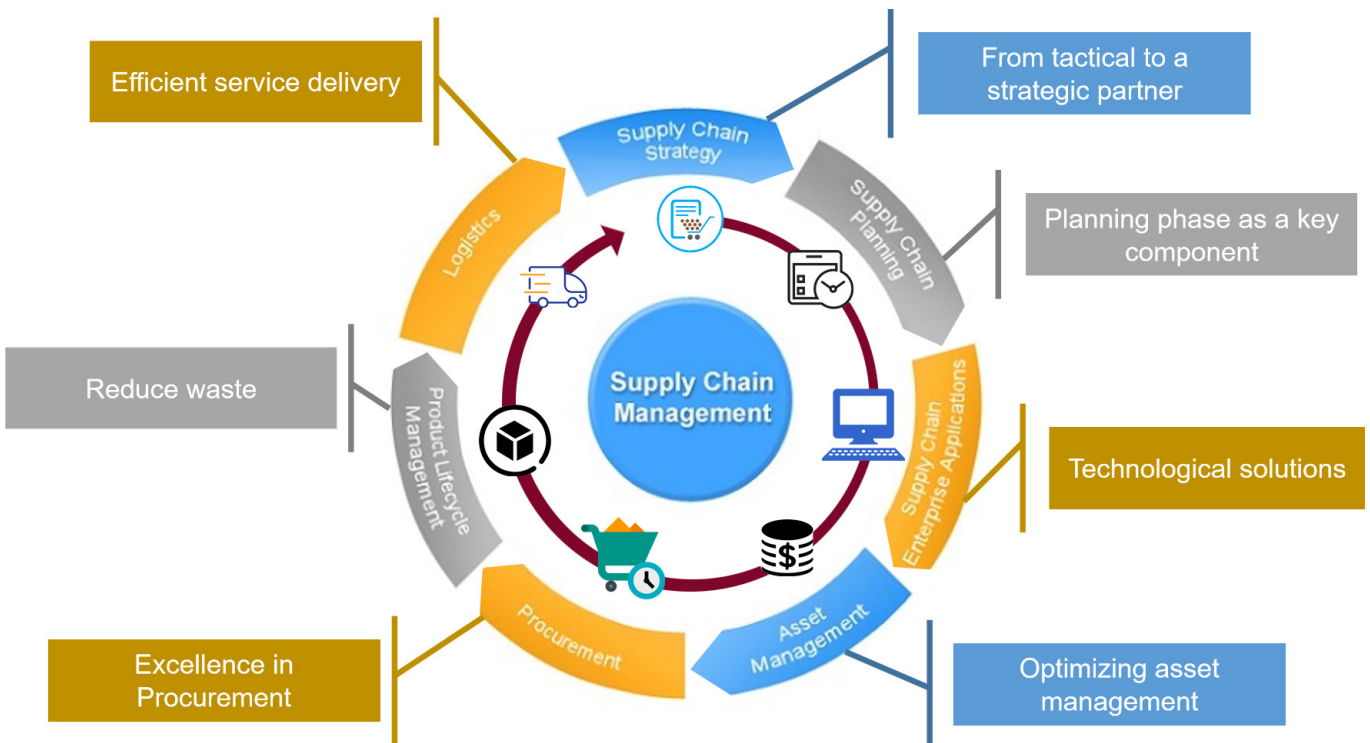 Efficient service delivery
From tactical to a
strategic partner
Supply Chain
Strategy
Supply Chain
Planning
Planning phase as a key
component
Logistics
Supply Chain
Management
Reduce waste
Product Lifecycle
Management
Supply Chain
Enterprise Applications
Technological solutions
$
Asset
Management
Procurement
Excellence in
Procurement
Optimizing asset
management